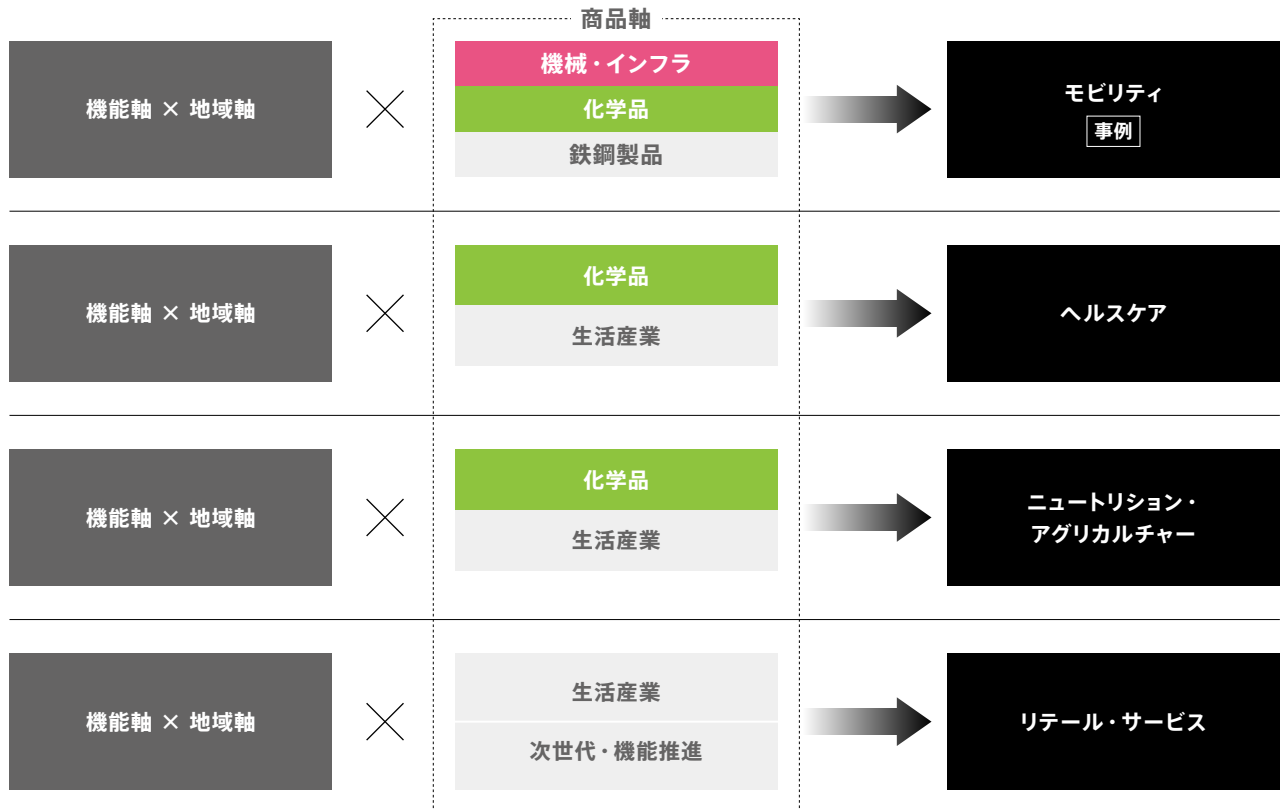 商品軸
機能軸 × 地域軸
機械・インフラ
化学品
鉄鋼製品
モビリティ
事例
機能軸 × 地域軸
化学品
生活産業
ヘルスケア
機能軸 × 地域軸
化学品
生活産業
ニュートリション・
アグリカルチャー
機能軸 × 地域軸
生活産業
次世代・機能推進
リテール・サービス